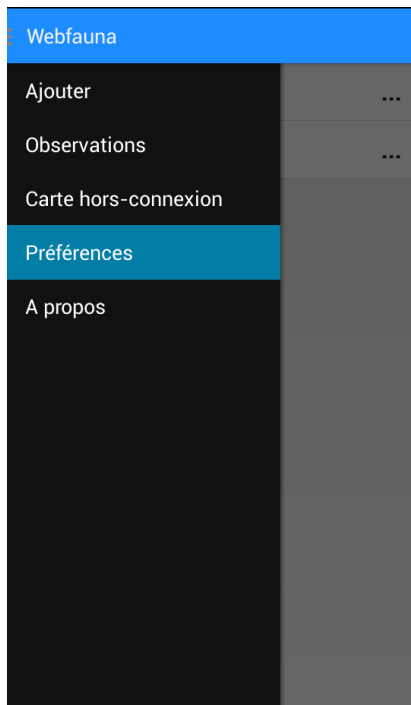 Webfauna
Ajouter
...
Observations
...
Carte hors-connexion
Préférences
A propos